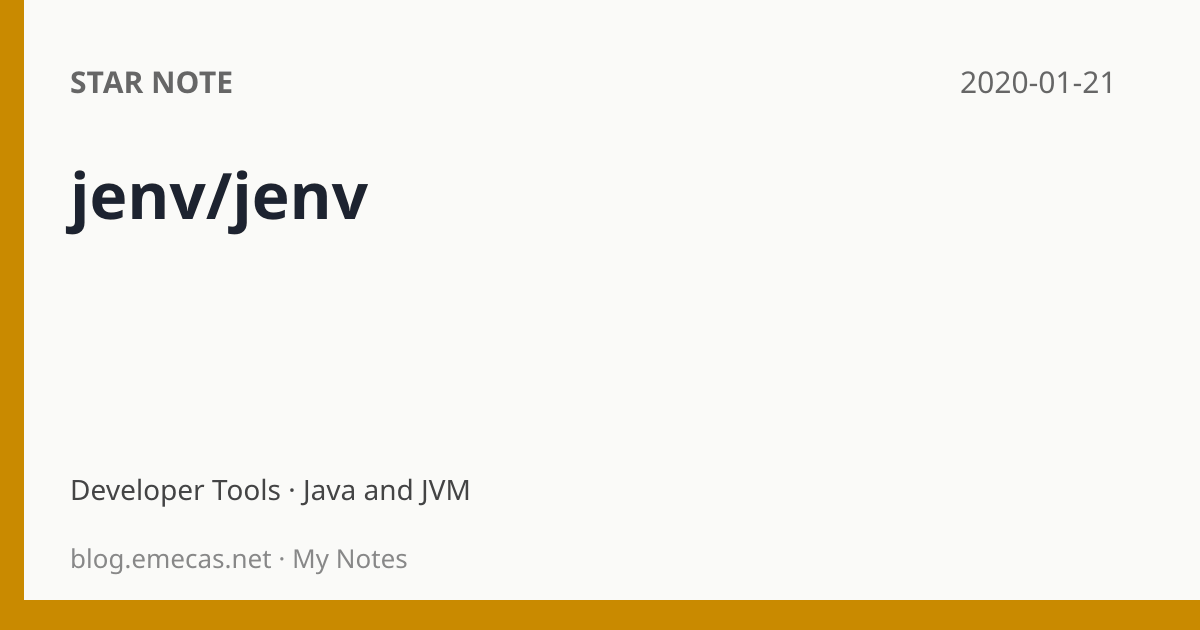 STAR NOTE
2020-01-21
jenv/jenv
Developer Tools · Java and JVM
blog.emecas.net · My Notes